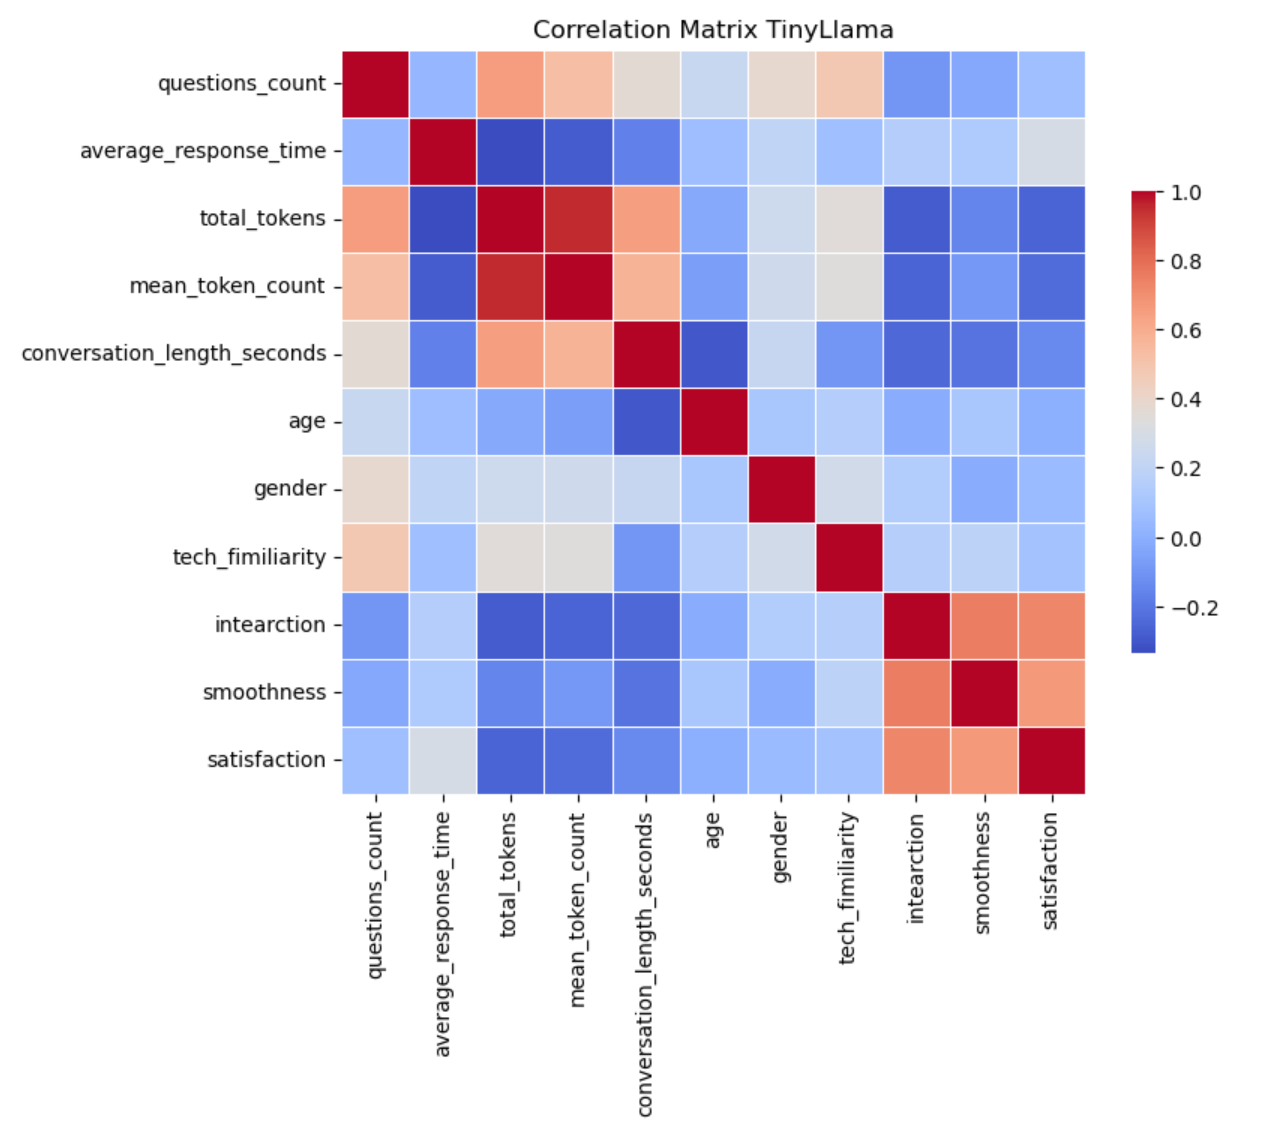 Correlation Matrix TinyLlama
questions_count
average_response_time
total_tokens
mean_token_count
conversation_length_seconds
age
gender
tech_fimiliarity
intearction
smoothness
satisfaction
1.0
0.8
0.6
0.4
0.2
0.0
−0.2
questions_count
average_response_time
total_tokens
mean_token_count
conversation_length_seconds
age
gender
tech_fimiliarity
intearction
smoothness
satisfaction